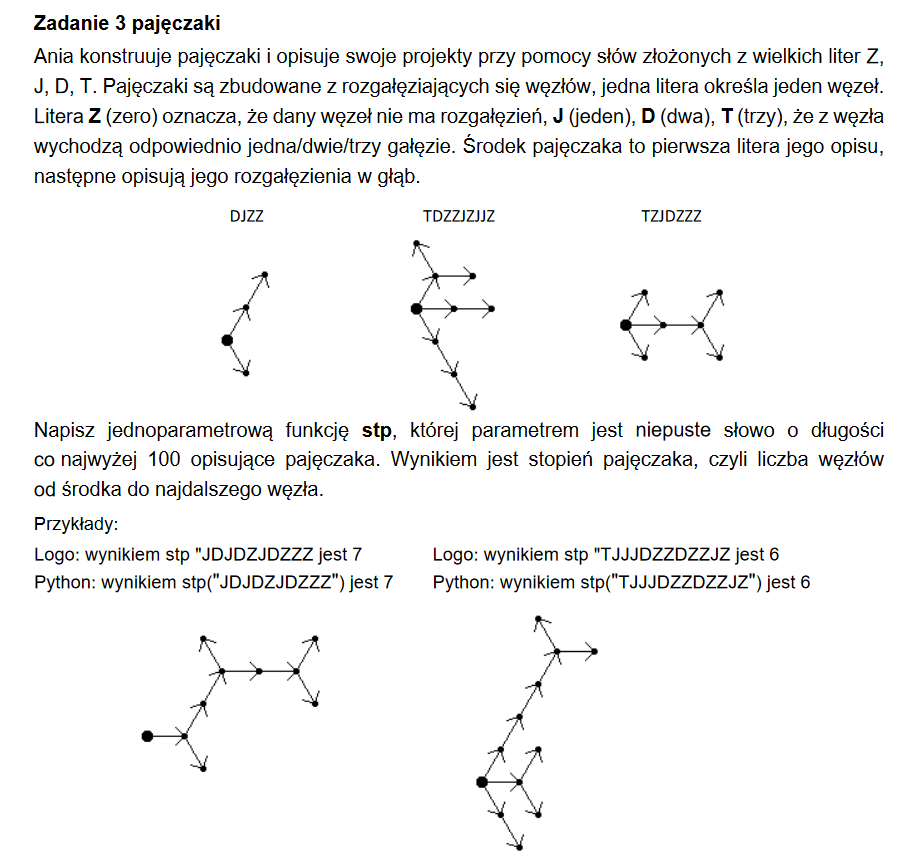 Zadanie 3 pajęczaki
Ania konstruuje pajęczaki i opisuje swoje projekty przy pomocy słów złożonych z wielkich liter Z,
J, D, T. Pajęczaki są zbudowane z rozgałęziających się węzłów, jedna litera określa jeden węzeł.
Litera Z (zero) oznacza, że dany węzeł nie ma rozgałęzień, J (jeden), D (dwa), T (trzy), że z węzła
wychodzą odpowiednio jedna/dwie/trzy gałęzie. Środek pajęczaka to pierwsza litera jego opisu,
następne opisują jego rozgałęzienia w głąb.
DJZZ TDZZJZJJZ TZJDZZZ
Napisz jednoparametrową funkcję stp, której parametrem jest niepuste słowo o długości
co najwyżej 100 opisujące pajęczaka. Wynikiem jest stopień pajęczaka, czyli liczba węzłów
od środka do najdalszego węzła.
Przykłady:
Logo: wynikiem stp "JDJDZJDZZZ jest 7 Logo: wynikiem stp "TJJJDZZDZZJZ jest 6
Python: wynikiem stp("JDJDZJDZZZ") jest 7 Python: wynikiem stp("TJJJDZZDZZJZ") jest 6